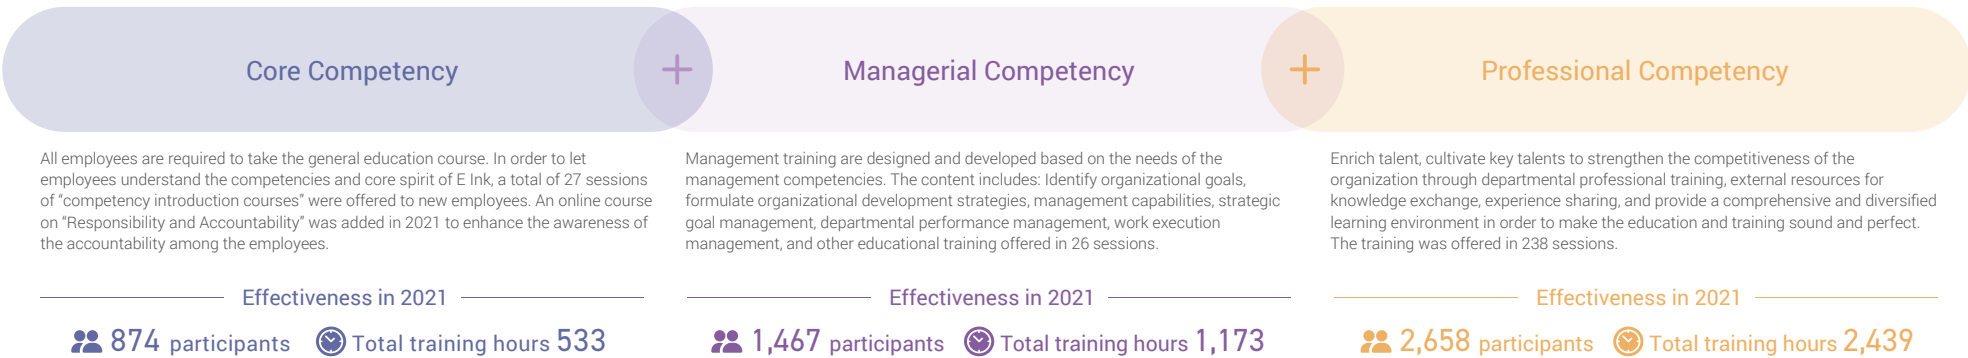 Core Competency
+
Managerial Competency
+
Professional Competency
All employees are required to take the general education course. In order to let
employees understand the competencies and core spirit of E Ink, a total of 27 sessions
of “competency introduction courses” were offered to new employees. An online course
on “Responsibility and Accountability” was added in 2021 to enhance the awareness of
the accountability among the employees.
Effectiveness in 2021
874 participants
Total training hours 533
Management training are designed and developed based on the needs of the
management competencies. The content includes: Identify organizational goals,
formulate organizational development strategies, management capabilities, strategic
goal management, departmental performance management, work execution
management, and other educational training offered in 26 sessions.
Effectiveness in 2021
1,467 participants
Total training hours 1,173
Enrich talent, cultivate key talents to strengthen the competitiveness of the
organization through departmental professional training, external resources for
knowledge exchange, experience sharing, and provide a comprehensive and diversified
learning environment in order to make the education and training sound and perfect.
The training was offered in 238 sessions.
Effectiveness in 2021
2,658 participants
Total training hours 2,439